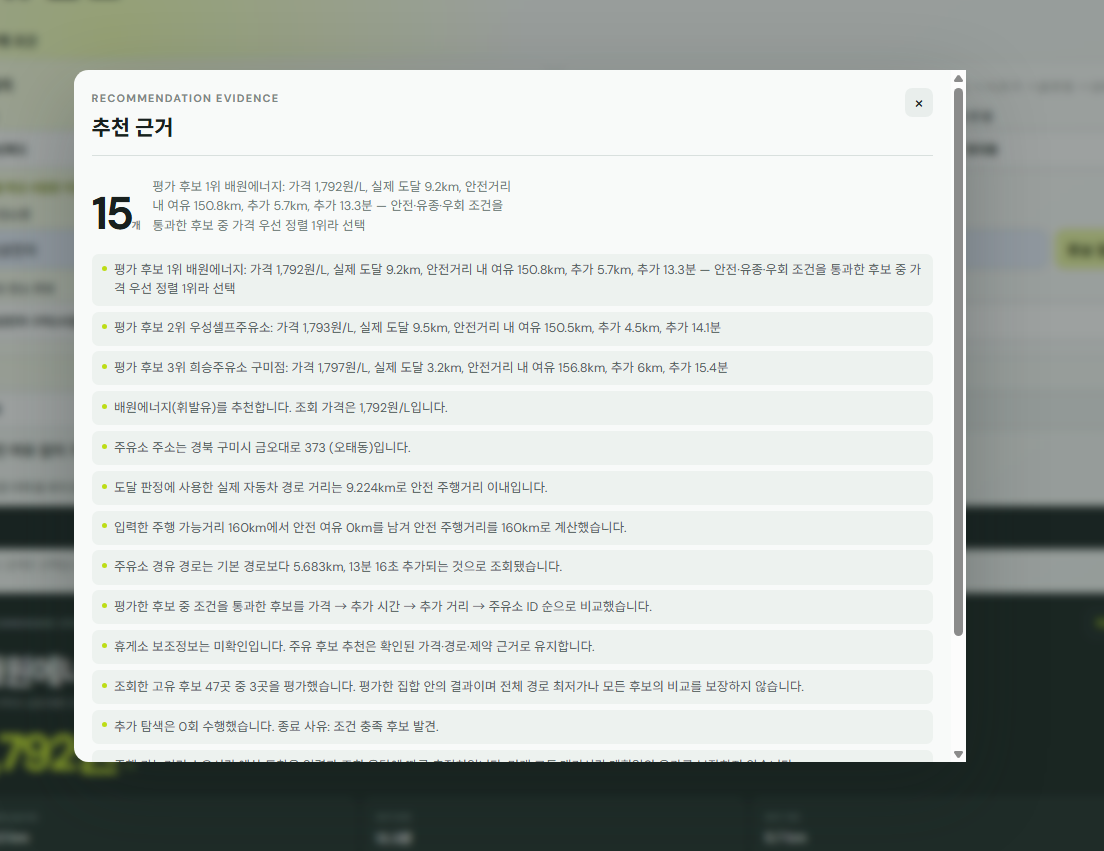 RECOMMENDATION EVIDENCE
×
추천 근거
15개
평가 후보 1위 배원에너지: 가격 1,792원/L, 실제 도달 9.2km, 안전거리
내 여유 150.8km, 추가 5.7km, 추가 13.3분 — 안전·유종·우회 조건을
통과한 후보 중 가격 우선 정렬 1위라 선택
평가 후보 1위 배원에너지: 가격 1,792원/L, 실제 도달 9.2km, 안전거리 내 여유 150.8km, 추가 5.7km, 추가 13.3분 — 안전·유종·우회 조건을 통과한 후보 중 가
격 우선 정렬 1위라 선택
평가 후보 2위 우성셀프주유소: 가격 1,793원/L, 실제 도달 9.5km, 안전거리 내 여유 150.5km, 추가 4.5km, 추가 14.1분
평가 후보 3위 희승주유소 구미점: 가격 1,797원/L, 실제 도달 3.2km, 안전거리 내 여유 156.8km, 추가 6km, 추가 15.4분
배원에너지(휘발유)를 추천합니다. 조회 가격은 1,792원/L입니다.
주유소 주소는 경북 구미시 금오대로 373 (오태동)입니다.
도달 판정에 사용한 실제 자동차 경로 거리는 9.224km로 안전 주행거리 이내입니다.
입력한 주행 가능거리 160km에서 안전 여유 0km를 남겨 안전 주행거리를 160km로 계산했습니다.
주유소 경유 경로는 기본 경로보다 5.683km, 13분 16초 추가되는 것으로 조회됐습니다.
평가한 후보 중 조건을 통과한 후보를 가격 → 추가 시간 → 추가 거리 → 주유소 ID 순으로 비교했습니다.
휴게소 보조정보는 미확인입니다. 주유 후보 추천은 확인된 가격·경로·제약 근거로 유지합니다.
조회한 고유 후보 47곳 중 3곳을 평가했습니다. 평가한 집합 안의 결과이며 전체 경로 최저가나 모든 후보의 비교를 보장하지 않습니다.
추가 탐색은 0회 수행했습니다. 종료 사유: 조건 충족 후보 발견.